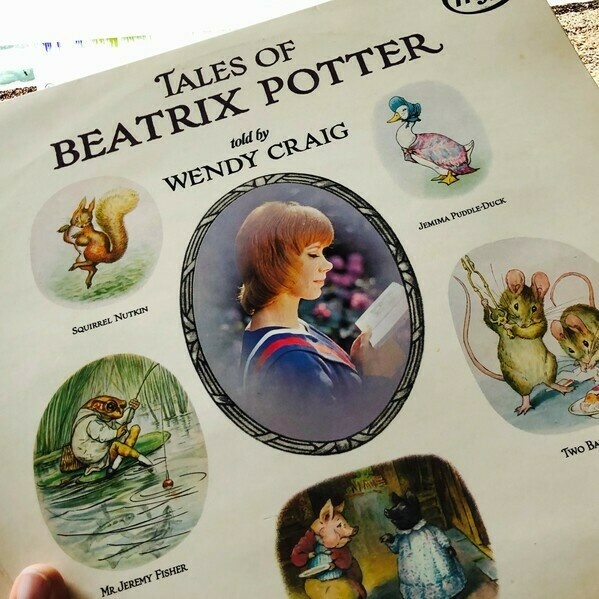 TALES OF
BEATRIX POTTER
told by
WENDY CRAIG
JEMIMA PUDDLE-DUCK
SQUIRREL NUTKIN
TWO BA
MR JEREMY FISHER